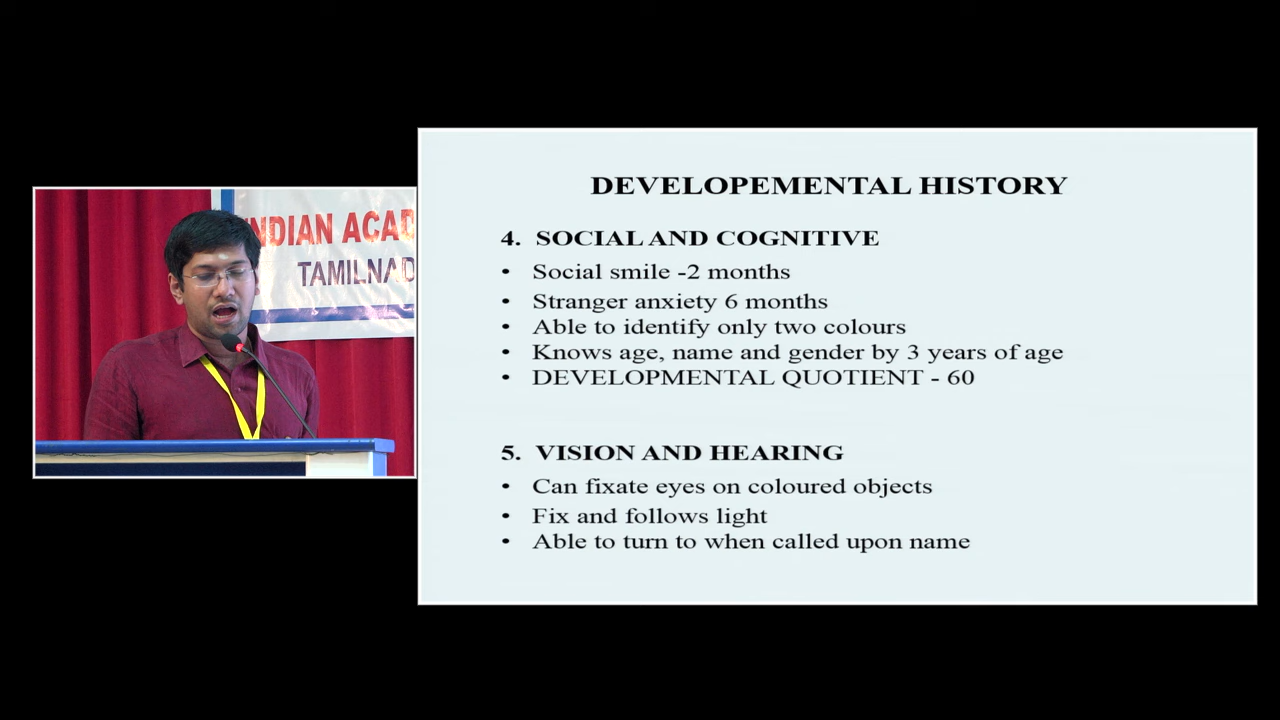 INDIAN ACAD
TAMILNAD
DEVELOPEMENTAL HISTORY
4. SOCIAL AND COGNITIVE
• Social smile -2 months
• Stranger anxiety 6 months
• Able to identify only two colours
• Knows age, name and gender by 3 years of age
• DEVELOPMENTAL QUOTIENT - 60
5. VISION AND HEARING
• Can fixate eyes on coloured objects
• Fix and follows light
• Able to turn to when called upon name